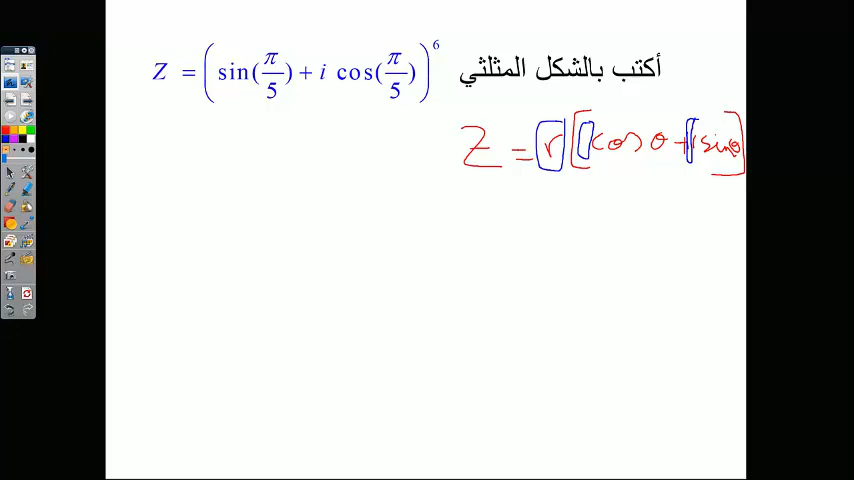 Z = ( sin(π/5) + i cos(π/5) )^6 أكتب بالشكل المثلثي
Z = r [ cos θ + i sin θ ]